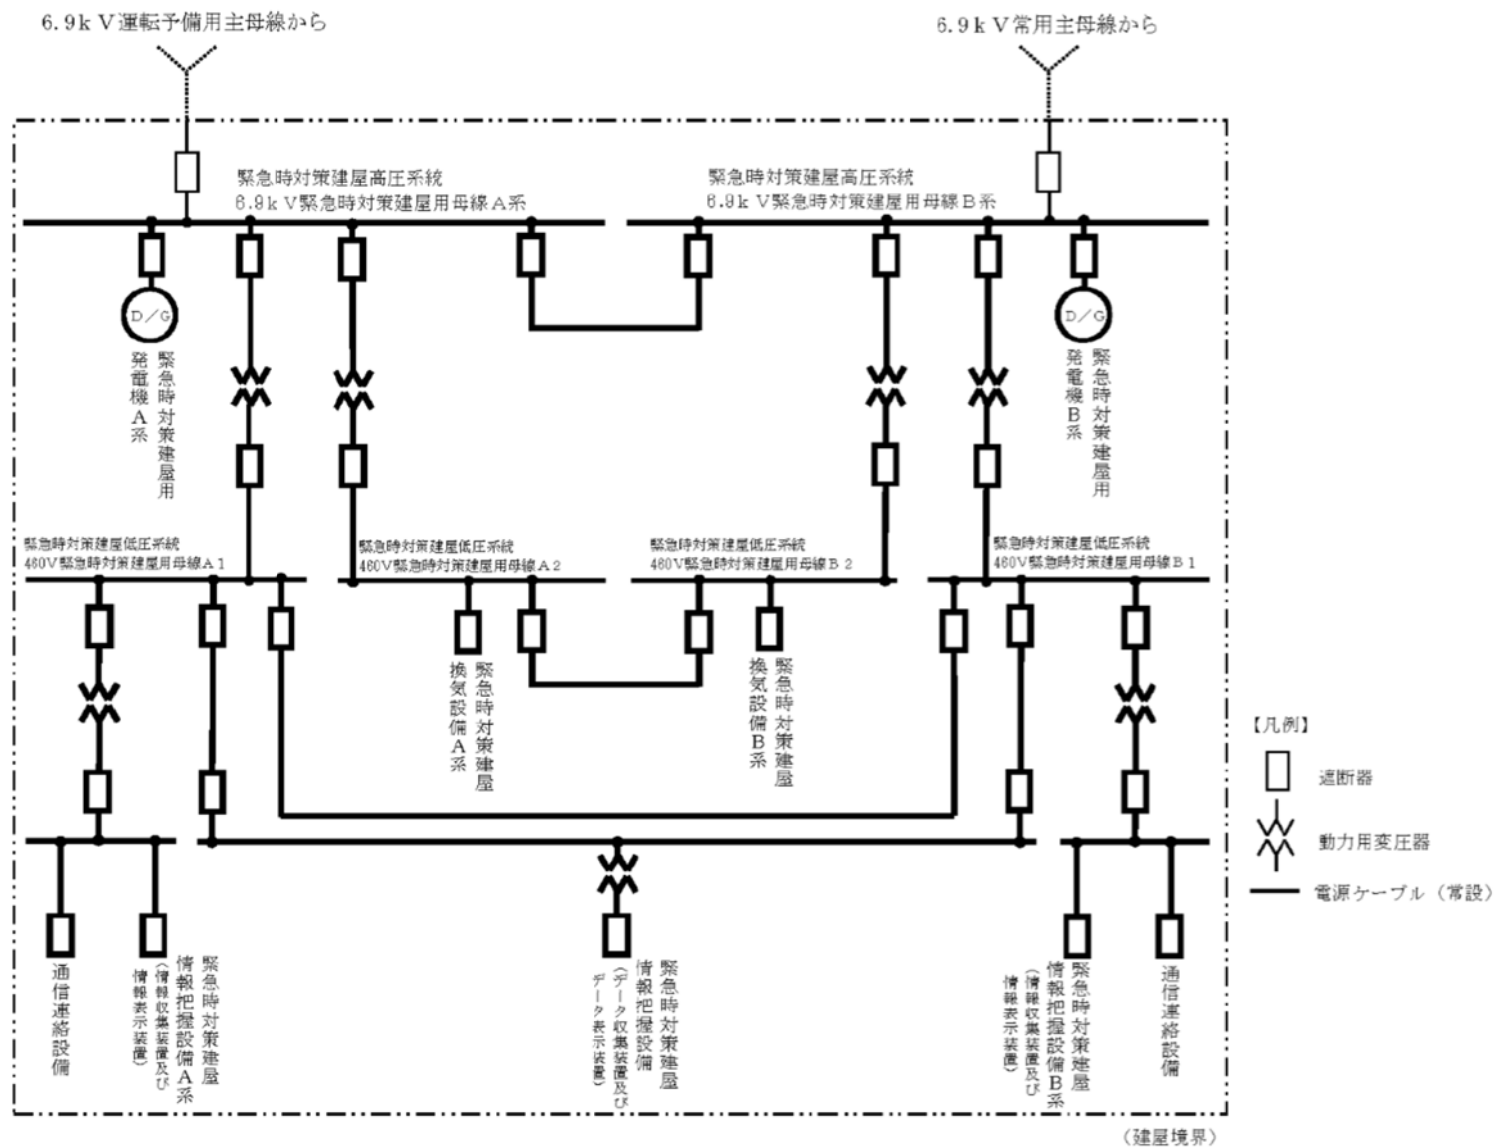 6.9kV運転予備用主母線から
6.9kV常用主母線から
緊急時対策建屋高圧系統
6.9kV緊急時対策建屋用母線A系
緊急時対策建屋高圧系統
6.9kV緊急時対策建屋用母線B系
D/G
緊急時対策建屋用
発電機A系
D/G
緊急時対策建屋用
発電機B系
緊急時対策建屋低圧系統
460V緊急時対策建屋用母線A1
緊急時対策建屋低圧系統
460V緊急時対策建屋用母線A2
緊急時対策建屋低圧系統
460V緊急時対策建屋用母線B2
緊急時対策建屋低圧系統
460V緊急時対策建屋用母線B1
緊急時対策建屋
換気設備A系
緊急時対策建屋
換気設備B系
【凡例】
遮断器
動力用変圧器
電源ケーブル(常設)
通信連絡設備
緊急時対策建屋
情報把握設備A系
(情報収集装置及び
情報表示装置)
緊急時対策建屋
情報把握設備
(データ収集装置及び
データ表示装置)
緊急時対策建屋
情報把握設備B系
(情報収集装置及び
情報表示装置)
通信連絡設備
(建屋境界)